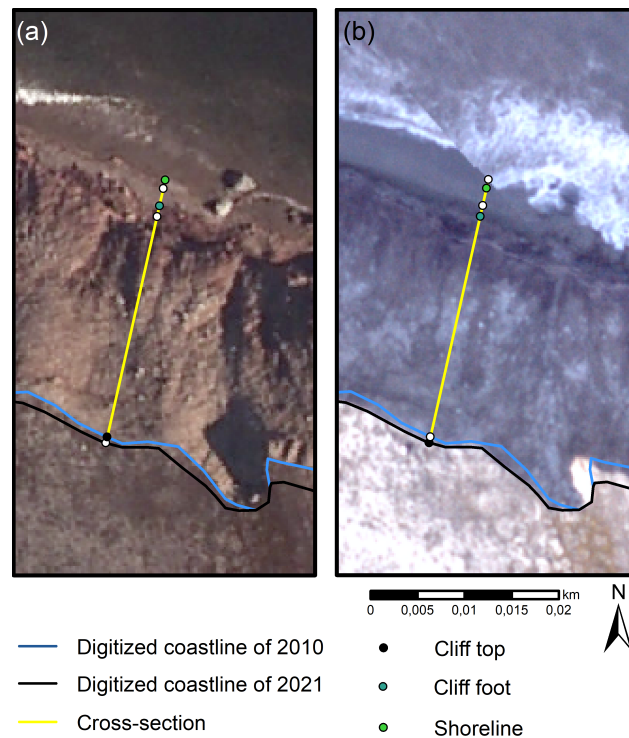 (a)
(b)
km
0 0,005 0,01 0,015 0,02
N
Digitized coastline of 2010
Digitized coastline of 2021
Cross-section
Cliff top
Cliff foot
Shoreline